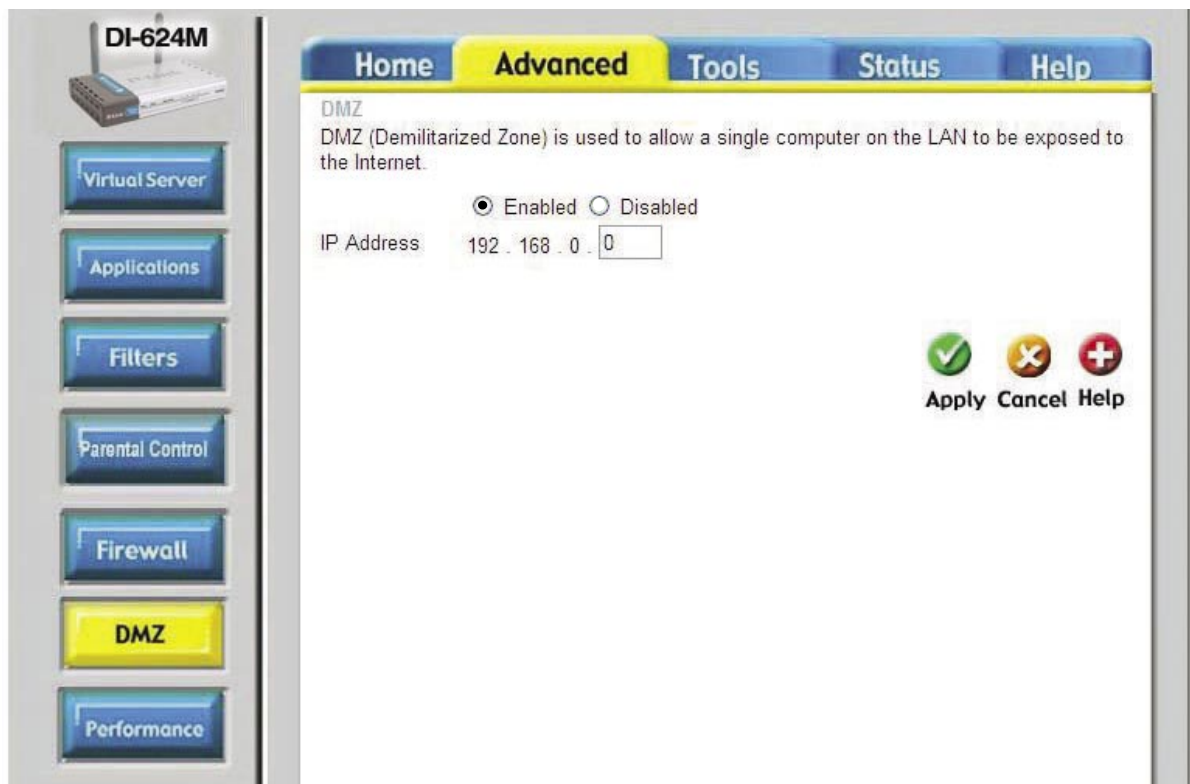 DI-624M
Home Advanced Tools Status Help
Virtual Server
Applications
Filters
Parental Control
Firewall
DMZ
Performance
DMZ
DMZ (Demilitarized Zone) is used to allow a single computer on the LAN to be exposed to
the Internet.
Enabled Disabled
IP Address 192 . 168 . 0 . 0
Apply Cancel Help